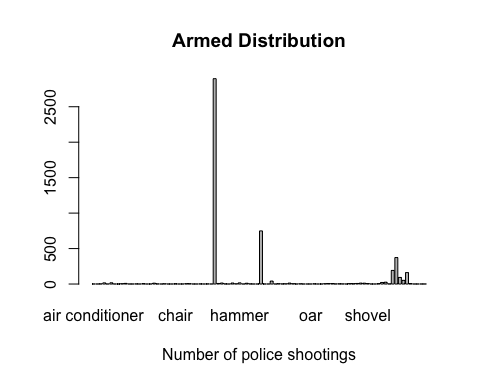 Armed Distribution
2500
1500
500
0
air conditioner chair hammer oar shovel
Number of police shootings